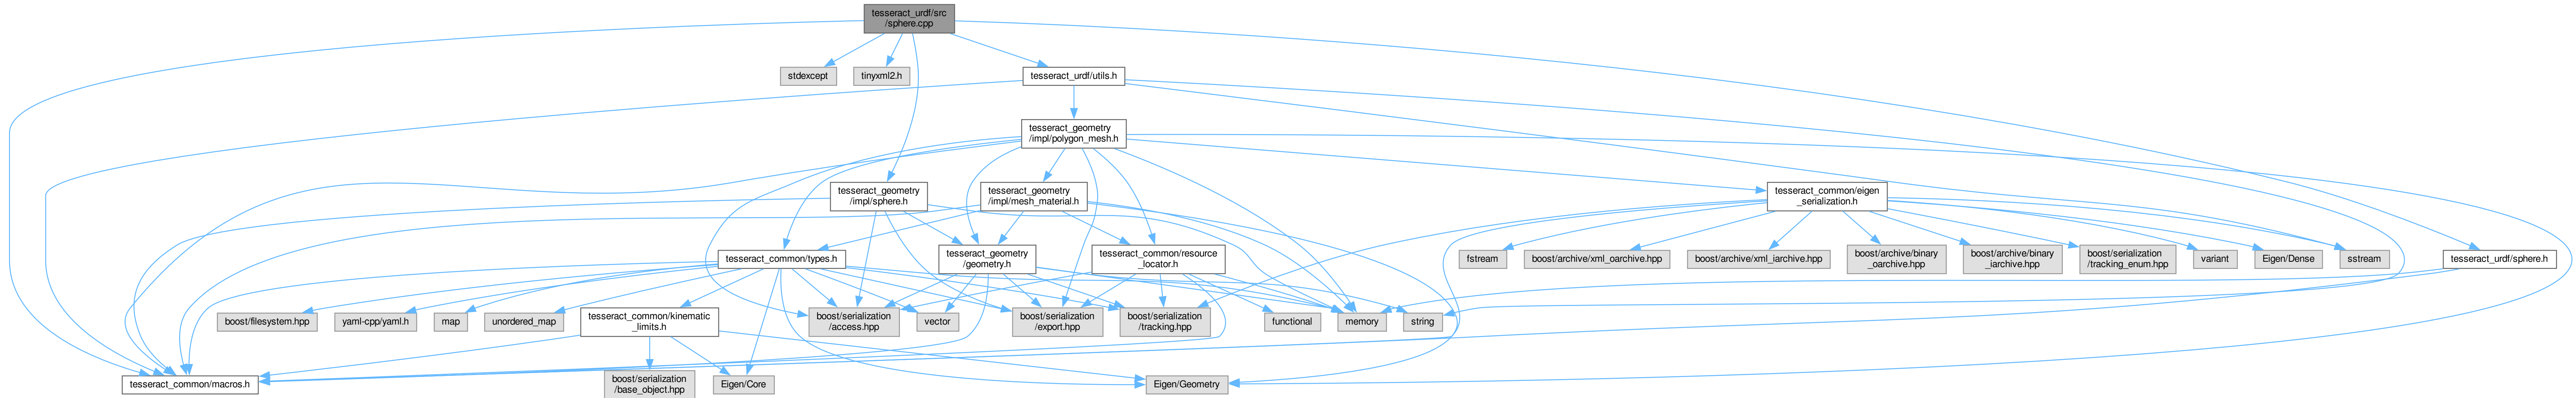 tesseract_urdf/src
/sphere.cpp
stdexcept
tinyxml2.h
tesseract_urdf/utils.h
tesseract_geometry
/impl/polygon_mesh.h
tesseract_geometry
/impl/sphere.h
tesseract_geometry
/impl/mesh_material.h
tesseract_common/eigen
_serialization.h
tesseract_common/types.h
tesseract_geometry
/geometry.h
tesseract_common/resource
_locator.h
fstream
boost/archive/xml_oarchive.hpp
boost/archive/xml_iarchive.hpp
boost/archive/binary
_oarchive.hpp
boost/archive/binary
_iarchive.hpp
boost/serialization
/tracking_enum.hpp
variant
Eigen/Dense
sstream
tesseract_urdf/sphere.h
boost/filesystem.hpp
yaml-cpp/yaml.h
map
unordered_map
tesseract_common/kinematic
_limits.h
boost/serialization
/access.hpp
vector
boost/serialization
/export.hpp
boost/serialization
/tracking.hpp
functional
memory
string
tesseract_common/macros.h
boost/serialization
/base_object.hpp
Eigen/Core
Eigen/Geometry